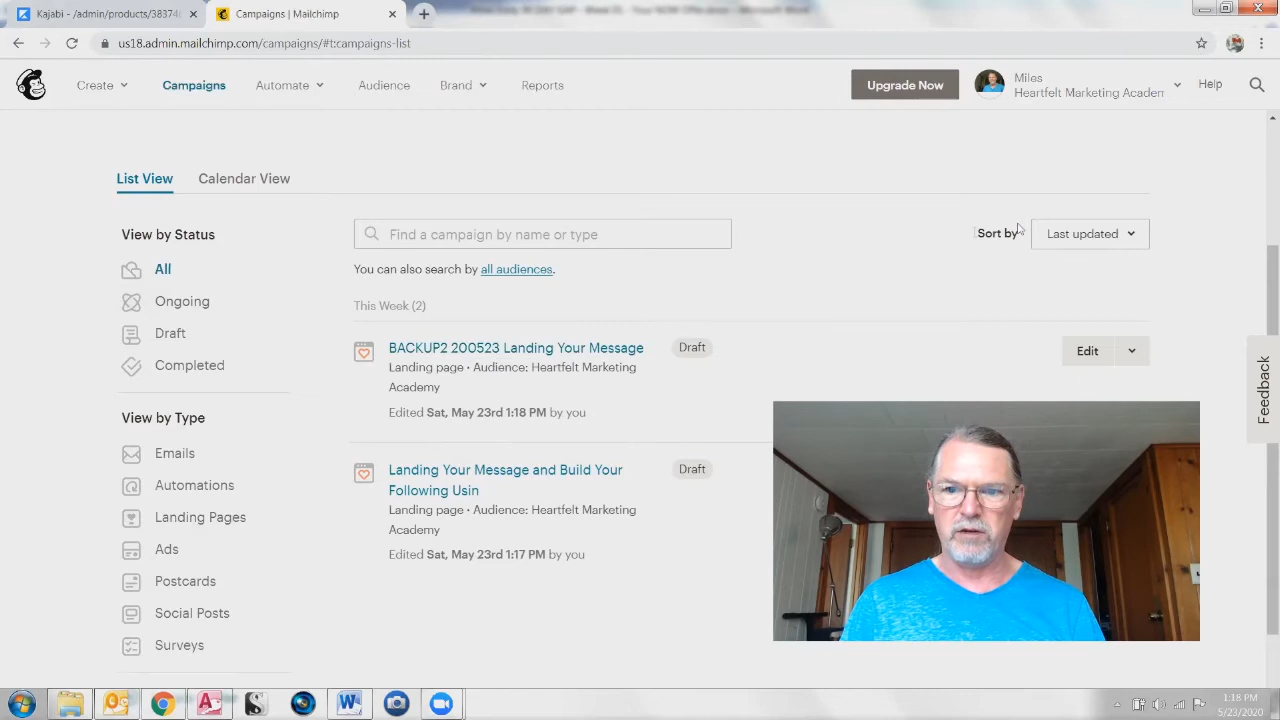 Kajabi - /admin/products/38374
Campaigns | Mailchimp
us18.admin.mailchimp.com/campaigns/#t:campaigns-list
Create
Campaigns
Automate
Audience
Brand
Reports
Upgrade Now
Miles
Heartfelt Marketing Academ
Help
List View
Calendar View
View by Status
All
Ongoing
Draft
Completed
View by Type
Emails
Automations
Landing Pages
Ads
Postcards
Social Posts
Surveys
Find a campaign by name or type
Sort by
Last updated
You can also search by all audiences.
This Week (2)
BACKUP2 200523 Landing Your Message
Draft
Edit
Landing page • Audience: Heartfelt Marketing
Academy
Edited Sat, May 23rd 1:18 PM by you
Landing Your Message and Build Your
Following Usin
Draft
Landing page • Audience: Heartfelt Marketing
Academy
Edited Sat, May 23rd 1:17 PM by you
Feedback
1:18 PM
5/23/2020